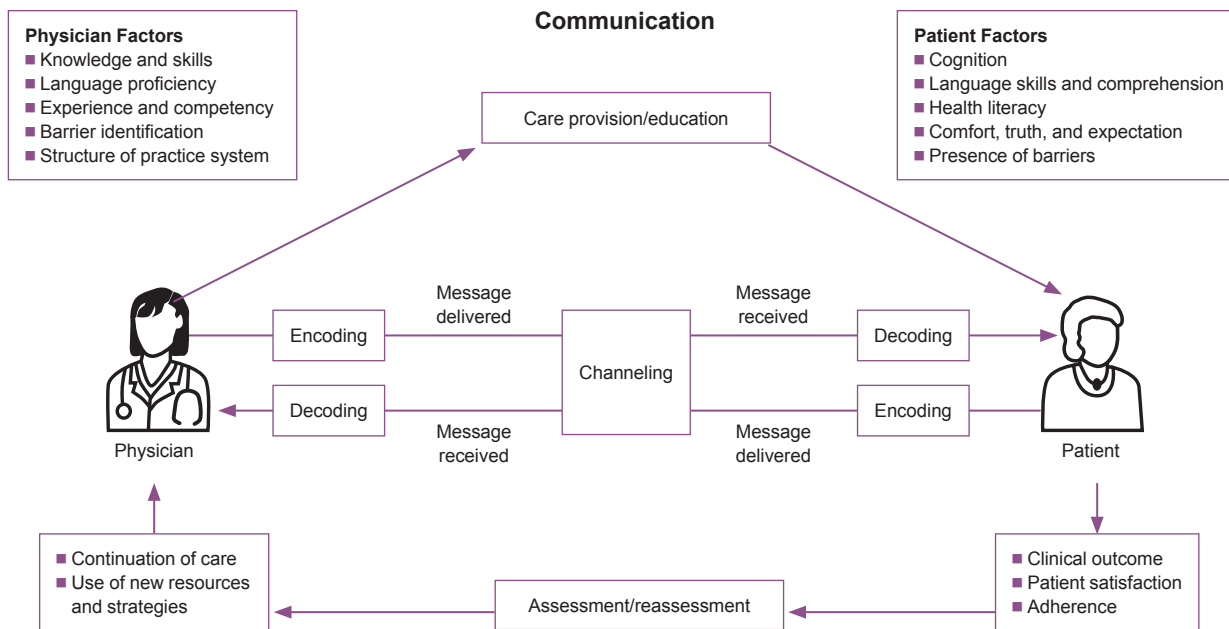 Communication
Physician Factors
Knowledge and skills
Language proficiency
Experience and competency
Barrier identification
Structure of practice system
Patient Factors
Cognition
Language skills and comprehension
Health literacy
Comfort, truth, and expectation
Presence of barriers
Care provision/education
Message
delivered
Message
received
Encoding
Decoding
Channeling
Decoding
Encoding
Message
received
Message
delivered
Physician
Patient
Continuation of care
Use of new resources
and strategies
Assessment/reassessment
Clinical outcome
Patient satisfaction
Adherence